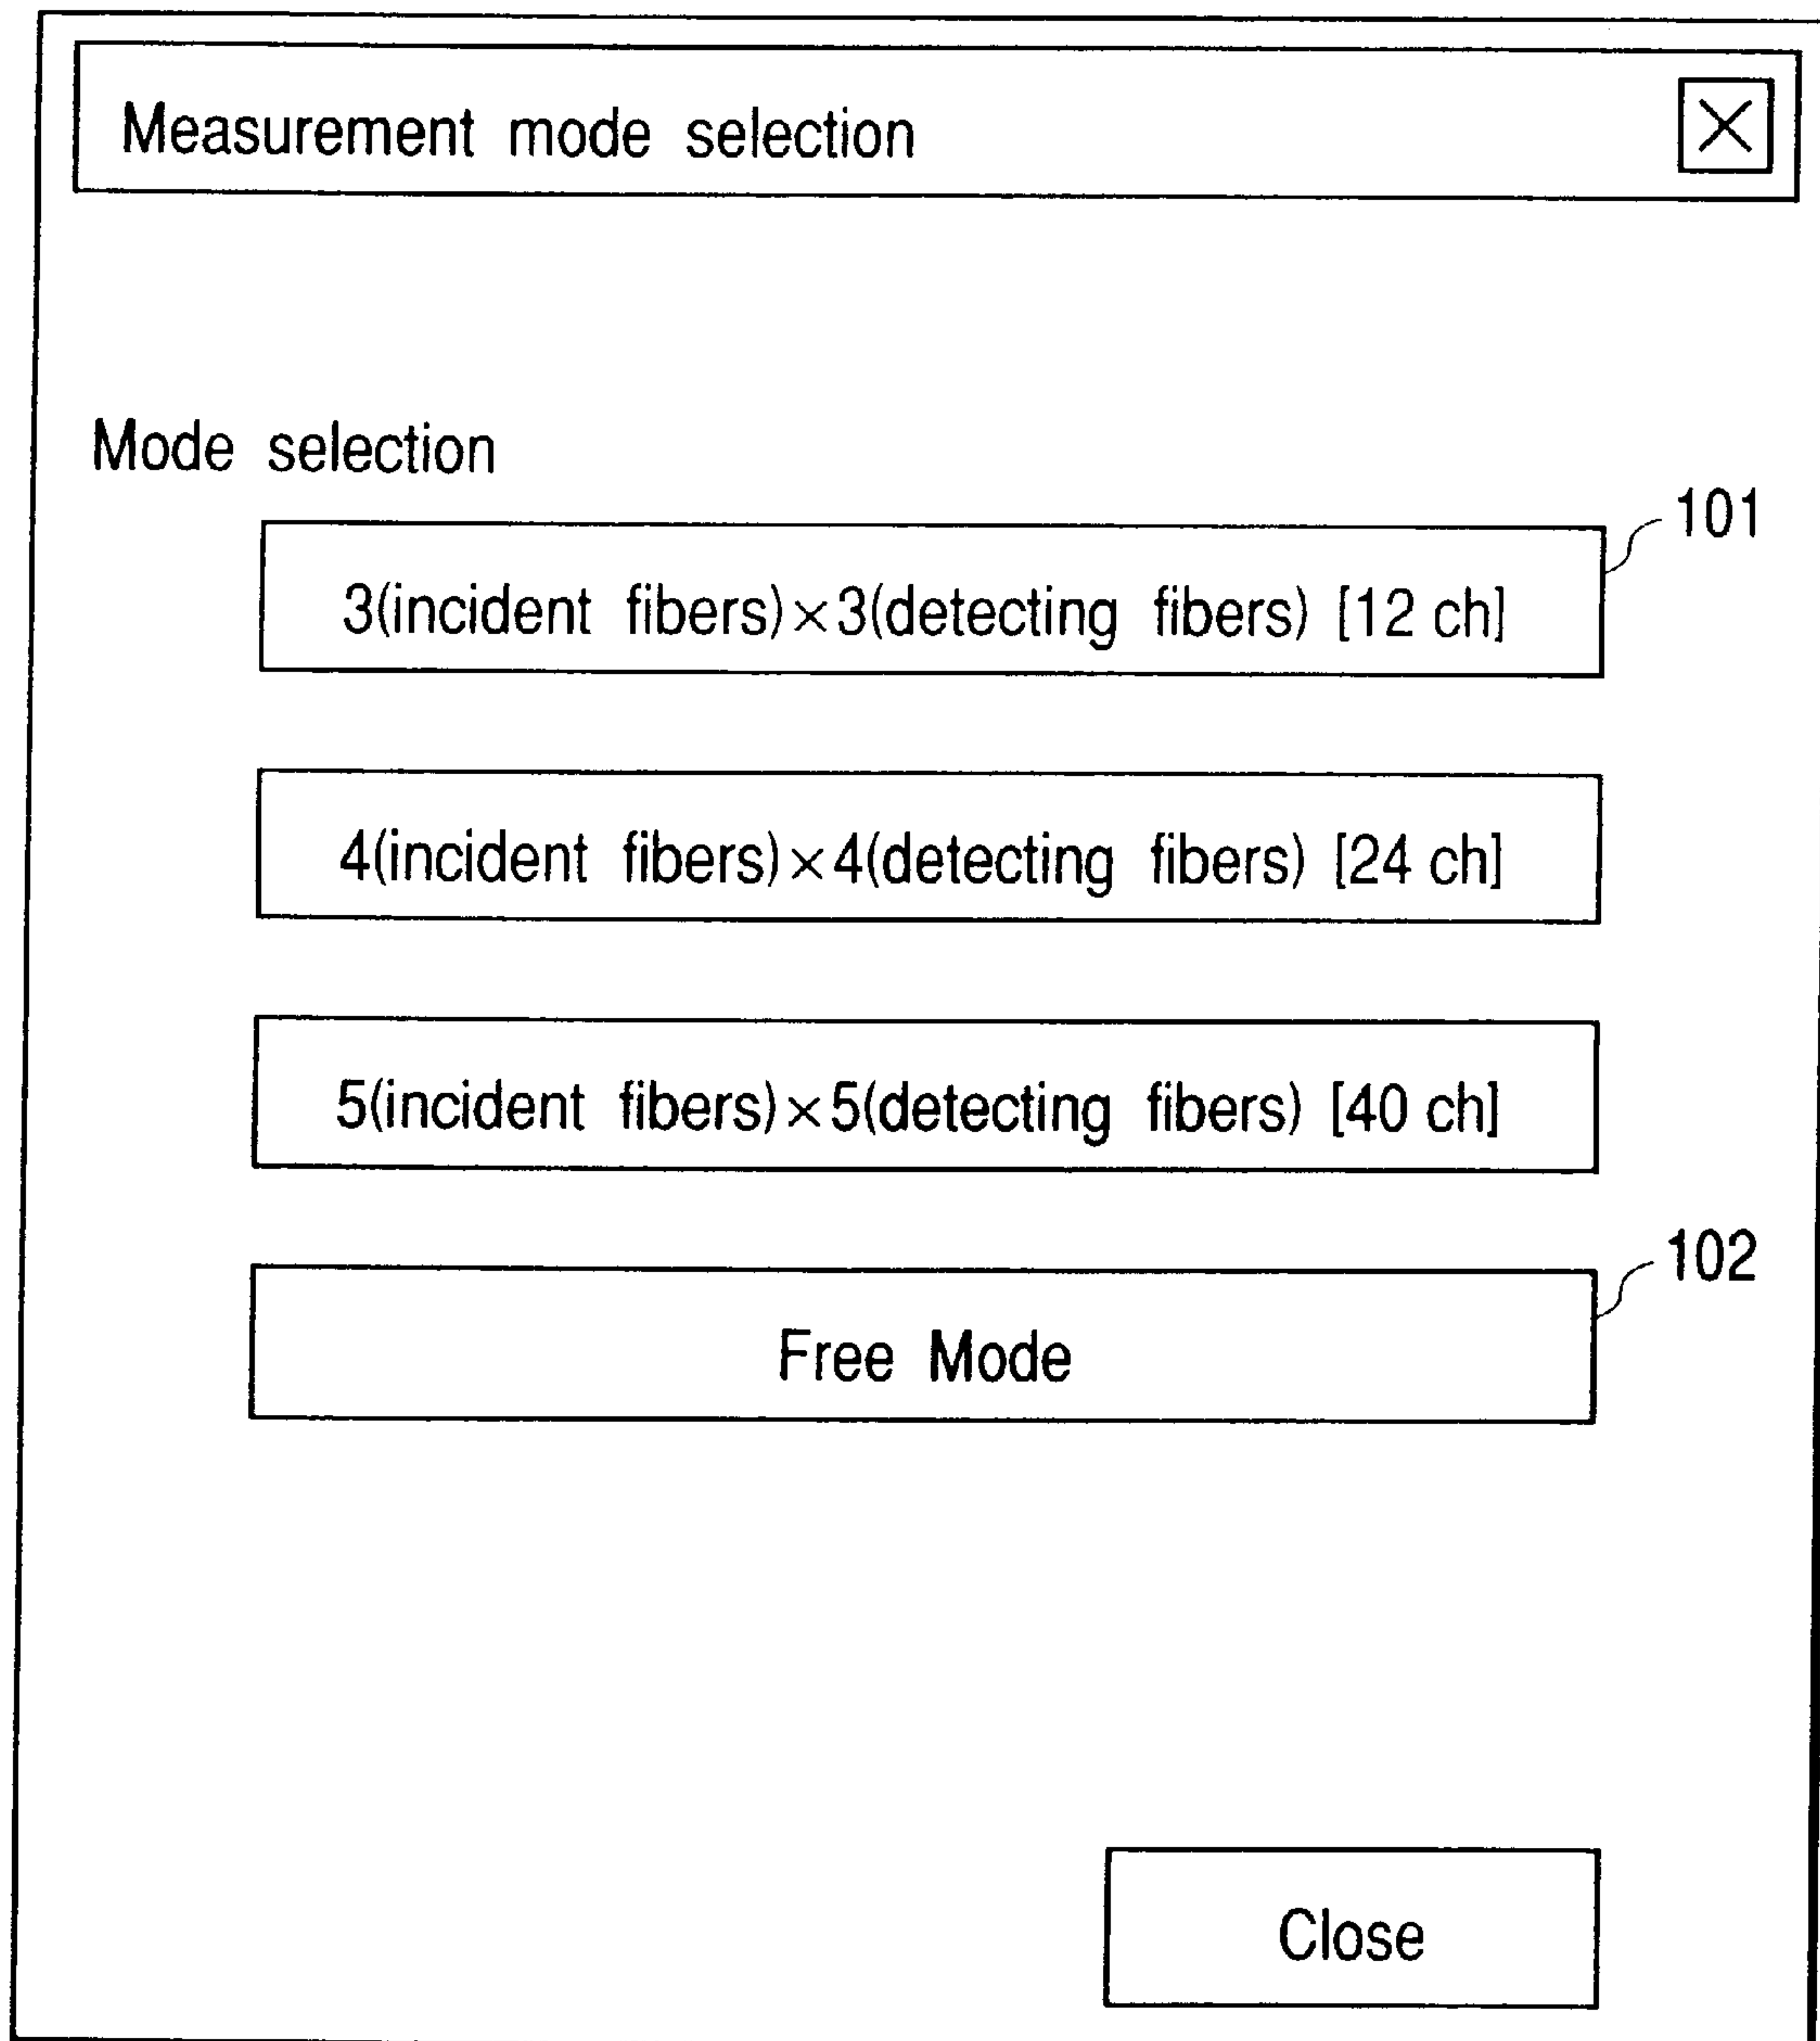 Measurement mode selection
Mode selection
101
3(incident fibers)×3(detecting fibers) [12 ch]
4(incident fibers)×4(detecting fibers) [24 ch]
5(incident fibers)×5(detecting fibers) [40 ch]
102
Free Mode
Close